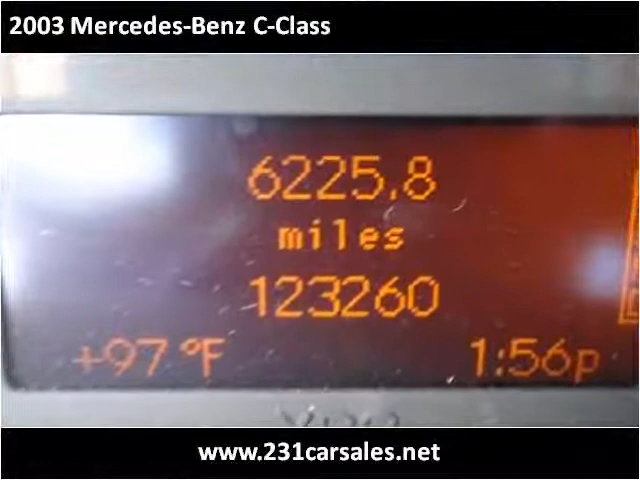 2003 Mercedes-Benz C-Class
6225.8
miles
123260
+97 °F 1:56p
www.231carsales.net